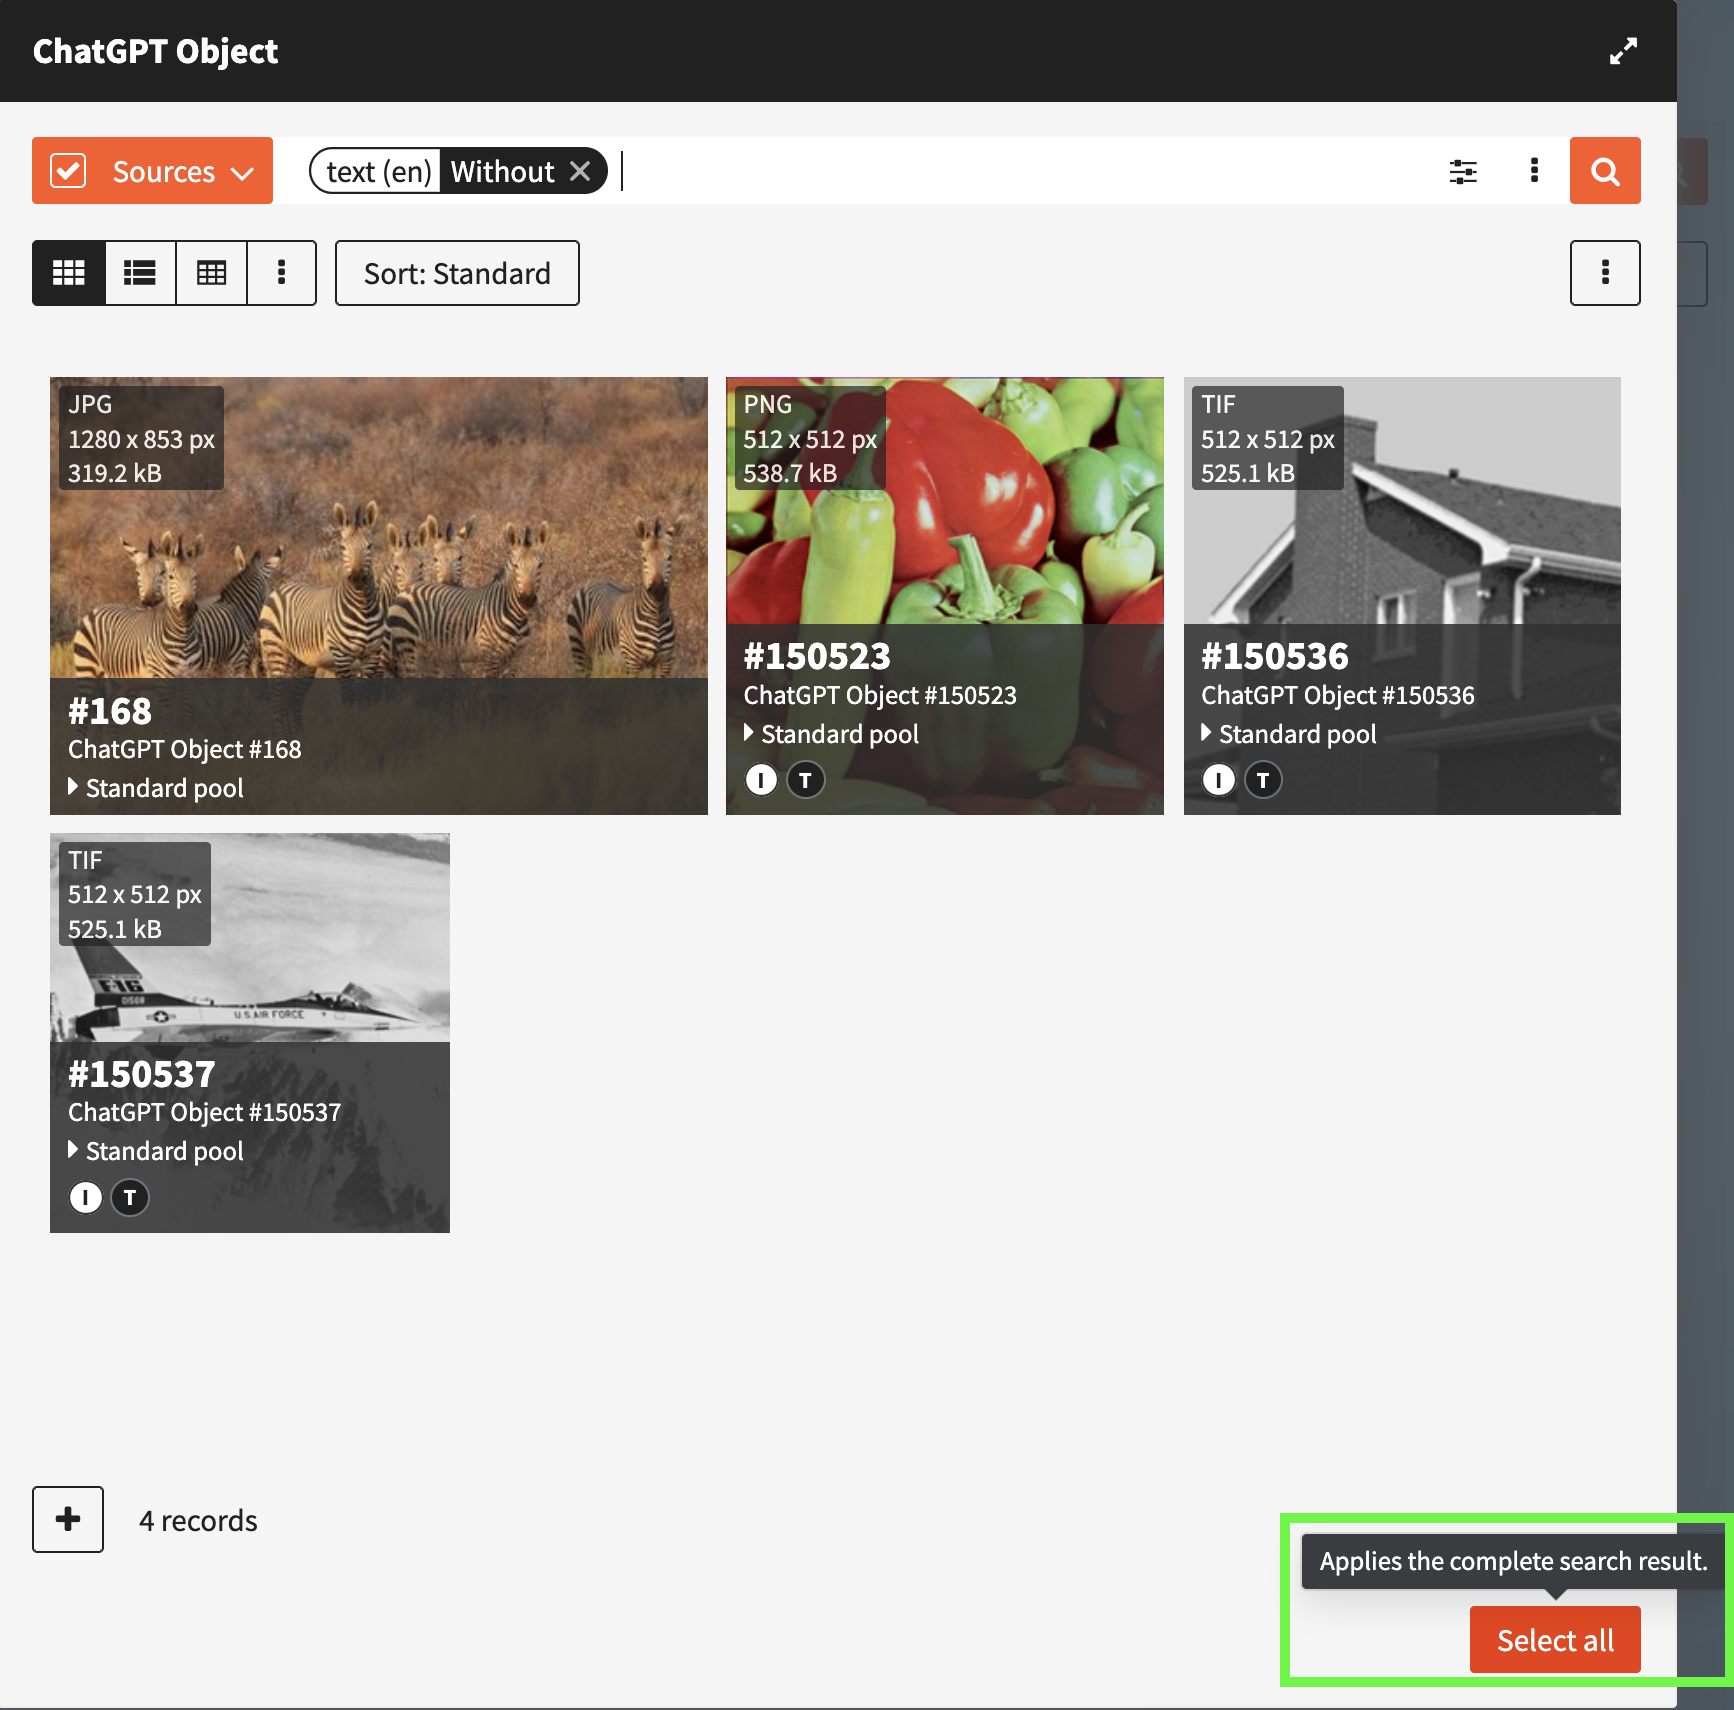 ChatGPT Object
Sources
text (en) Without
Sort: Standard
JPG
1280 x 853 px
319.2 kB
#168
ChatGPT Object #168
Standard pool
PNG
512 x 512 px
538.7 kB
#150523
ChatGPT Object #150523
Standard pool
I T
TIF
512 x 512 px
525.1 kB
#150536
ChatGPT Object #150536
Standard pool
I T
TIF
512 x 512 px
525.1 kB
F-16
01568
U.S. AIR FORCE
#150537
ChatGPT Object #150537
Standard pool
I T
4 records
Applies the complete search result.
Select all